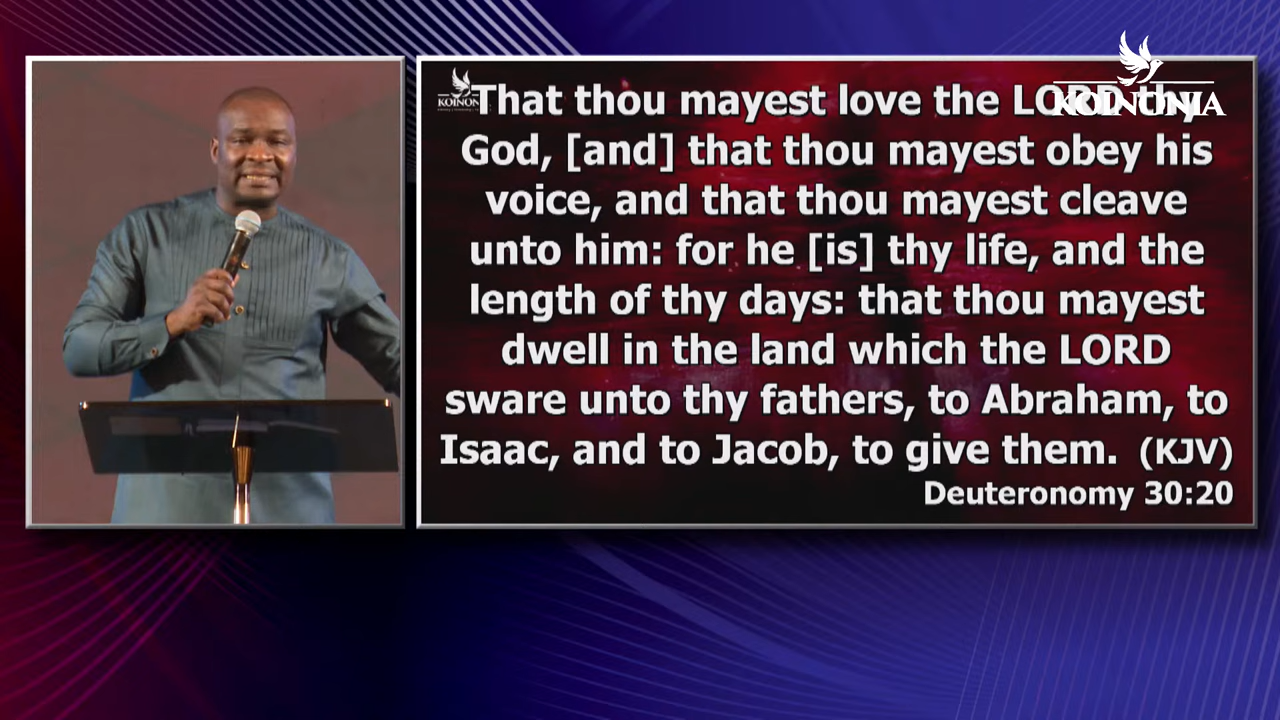 KOINONIA
That thou mayest love the LORD thy
God, [and] that thou mayest obey his
voice, and that thou mayest cleave
unto him: for he [is] thy life, and the
length of thy days: that thou mayest
dwell in the land which the LORD
sware unto thy fathers, to Abraham, to
Isaac, and to Jacob, to give them. (KJV)
Deuteronomy 30:20